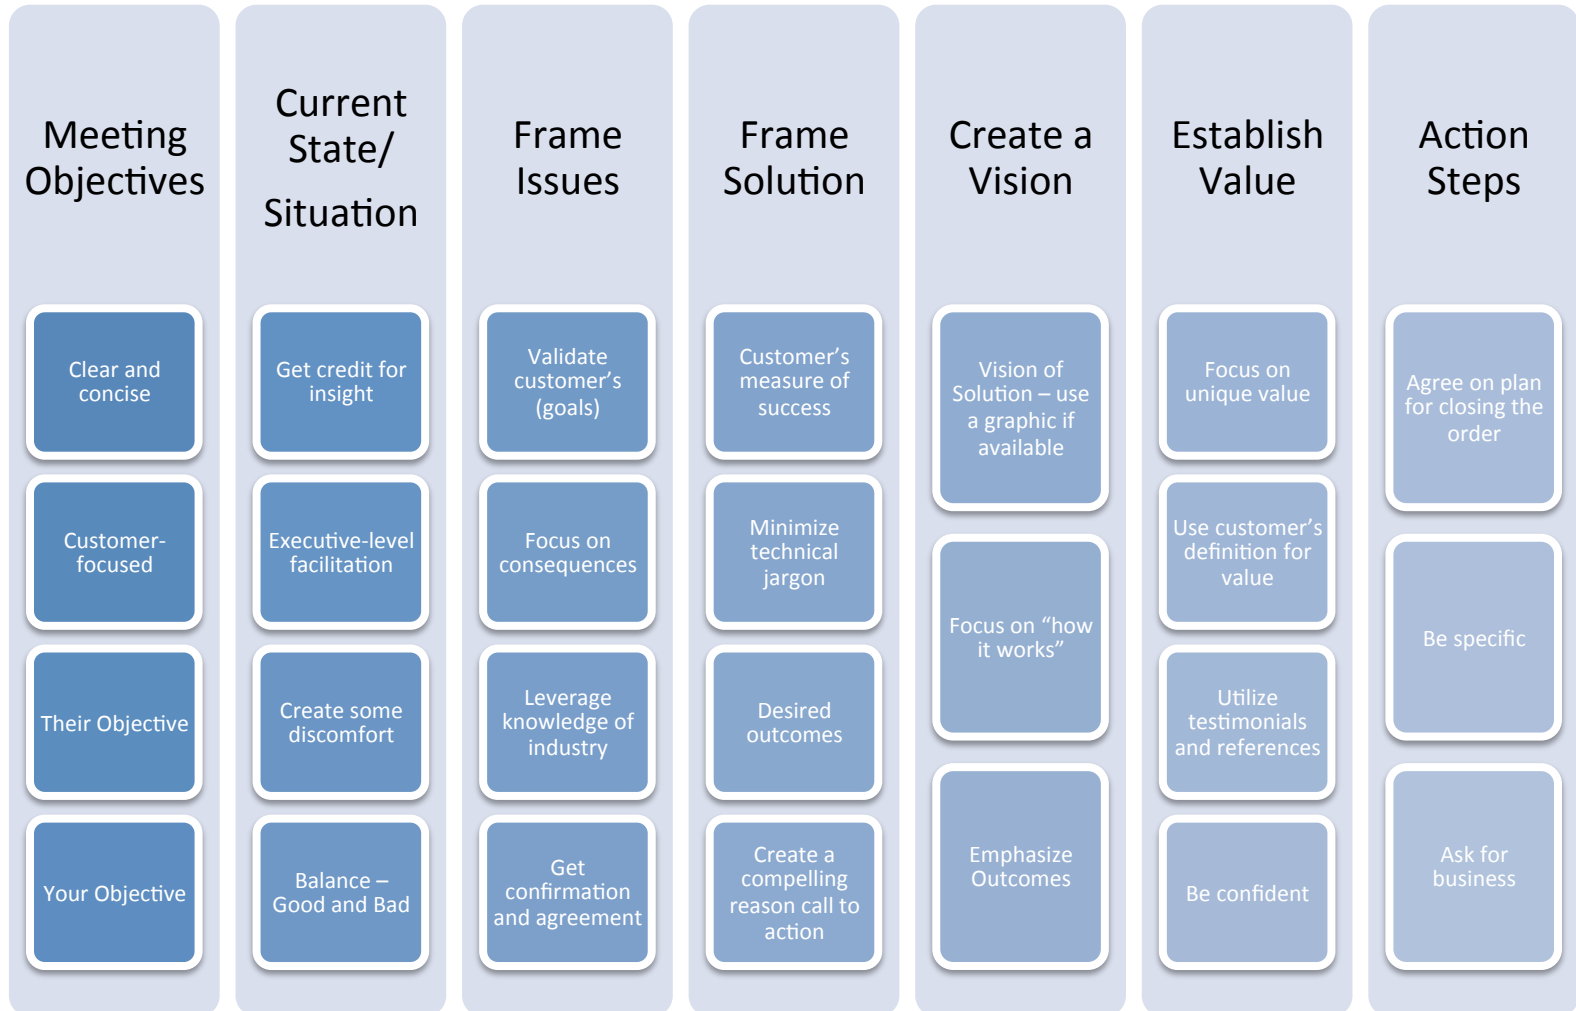 Meeting
Objectives
Clear and
concise
Customer-
focused
Their Objective
Your Objective
Current
State/
Situation
Get credit for
insight
Executive-level
facilitation
Create some
discomfort
Balance –
Good and Bad
Frame
Issues
Validate
customer’s
(goals)
Focus on
consequences
Leverage
knowledge of
industry
Get
confirmation
and agreement
Frame
Solution
Customer’s
measure of
success
Minimize
technical
jargon
Desired
outcomes
Create a
compelling
reason call to
action
Create a
Vision
Vision of
Solution – use
a graphic if
available
Focus on “how
it works”
Emphasize
Outcomes
Establish
Value
Focus on
unique value
Use customer’s
definition for
value
Utilize
testimonials
and references
Be confident
Action
Steps
Agree on plan
for closing the
order
Be specific
Ask for
business